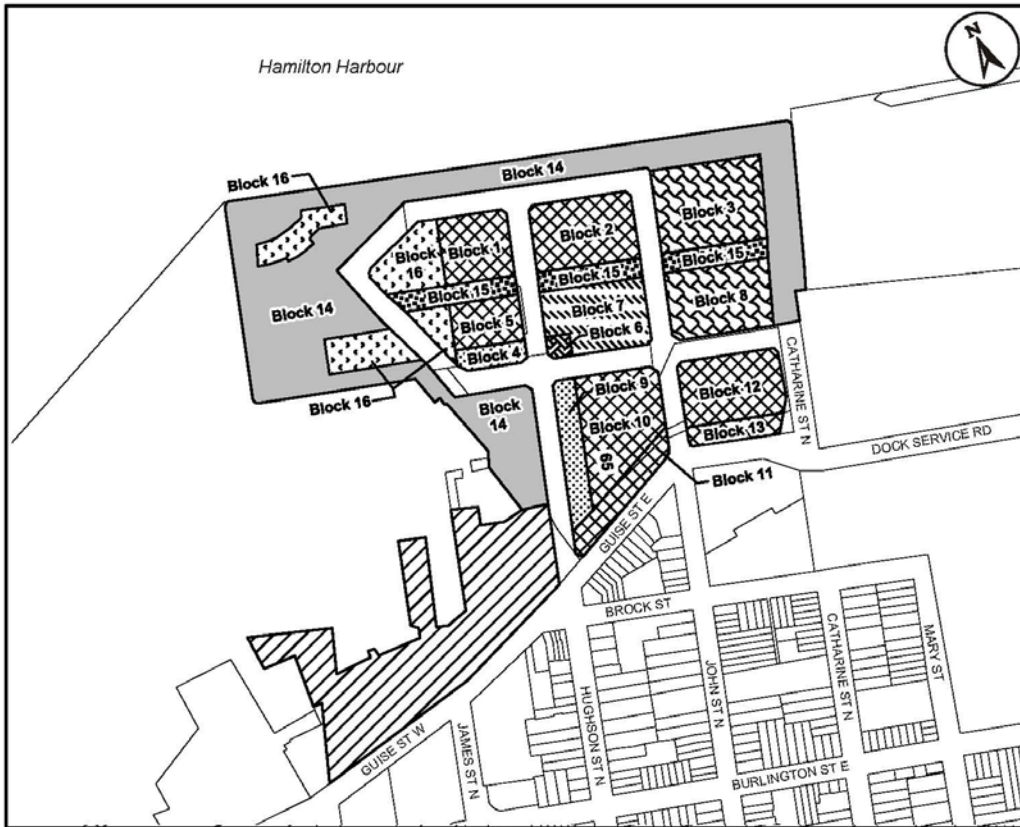 Hamilton Harbour
N
Block 14
Block 16
Block 3
Block 2
Block 1
Block
16
Block 15
Block 15
Block 15
Block 7
Block 8
Block 14
Block 5
Block 6
Block 4
CATHARINE ST N
Block 9
Block 12
Block 16
Block
14
Block 10
Block 13
DOCK SERVICE RD
65
Block 11
GUISE ST E
BROCK ST
CATHARINE ST N
MARY ST
JOHN ST N
HUGHSON ST N
JAMES ST N
GUISE ST W
BURLINGTON ST E